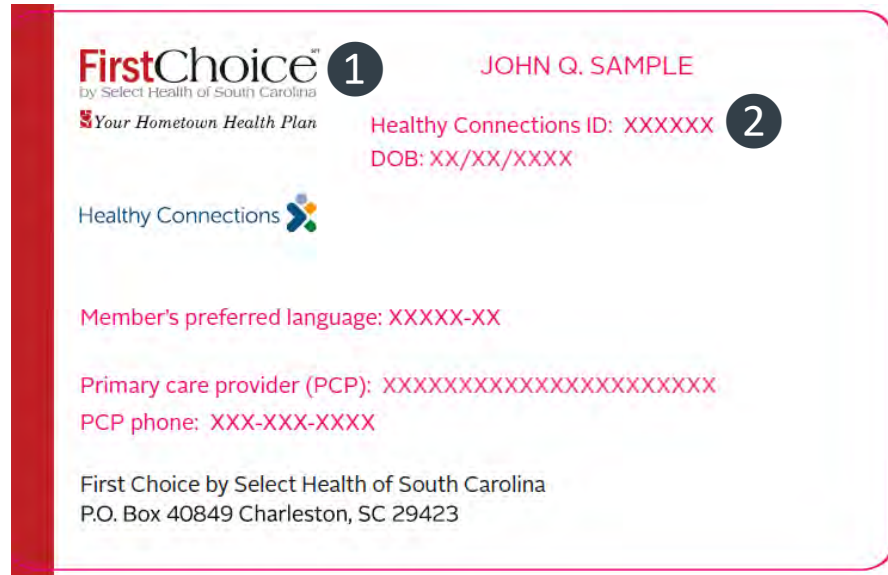 FirstChoice℠
1
JOHN Q. SAMPLE
by Select Health of South Carolina
Your Hometown Health Plan
Healthy Connections ID: XXXXXX
2
DOB: XX/XX/XXXX
Healthy Connections
Member's preferred language: XXXXX-XX
Primary care provider (PCP): XXXXXXXXXXXXXXXXXXXXXX
PCP phone: XXX-XXX-XXXX
First Choice by Select Health of South Carolina
P.O. Box 40849 Charleston, SC 29423